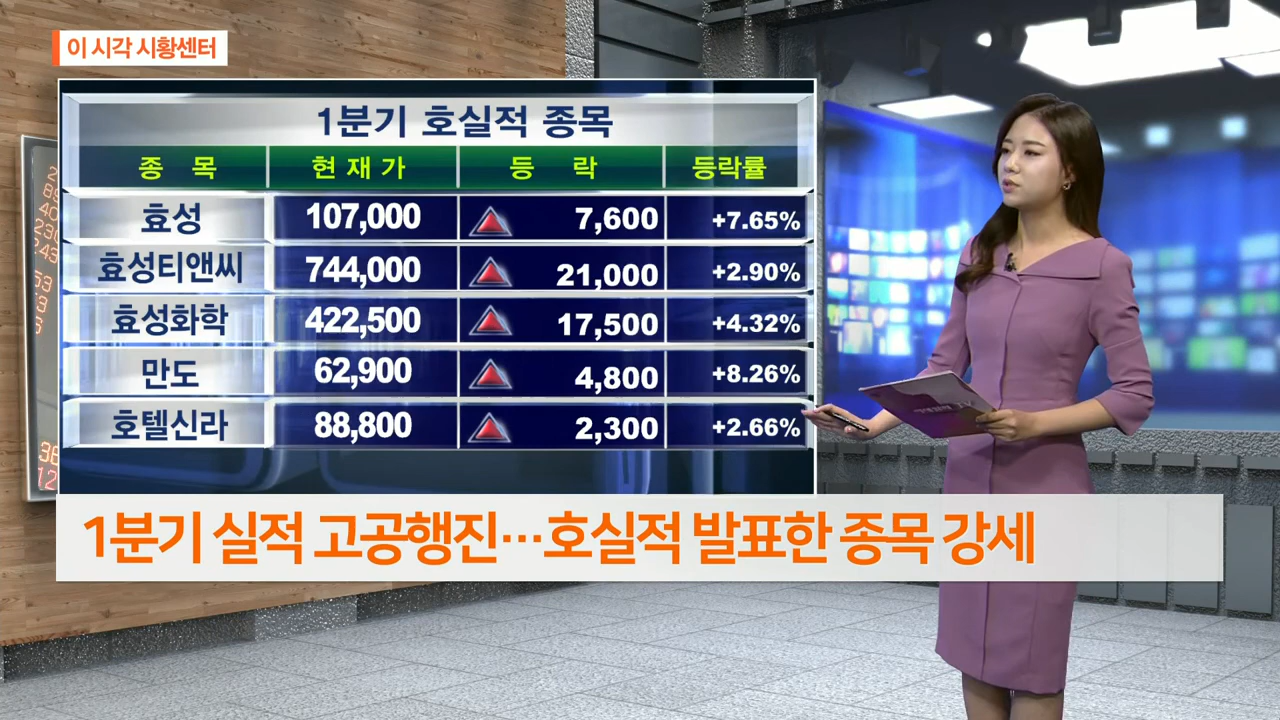 이 시각 시황센터
1분기 호실적 종목
종 목 현 재 가 등 락 등락률
효성 107,000 ▲ 7,600 +7.65%
효성티앤씨 744,000 ▲ 21,000 +2.90%
효성화학 422,500 ▲ 17,500 +4.32%
만도 62,900 ▲ 4,800 +8.26%
호텔신라 88,800 ▲ 2,300 +2.66%
1분기 실적 고공행진…호실적 발표한 종목 강세